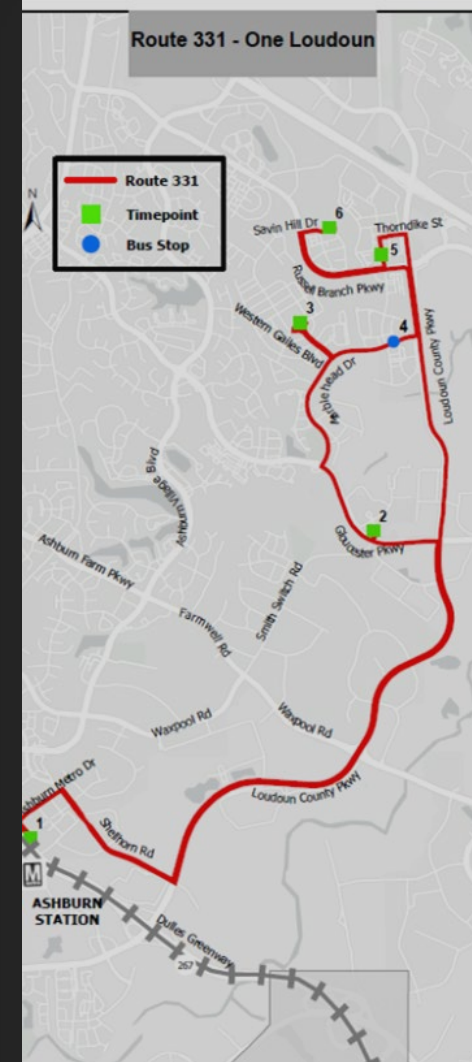 Route 331 - One Loudoun
Route 331
Timepoint
Bus Stop
N
Savin Hill Dr
6
Thorndike St
5
Russell Branch Pkwy
3
Western Gailes Blvd
4
Loudoun County Pkwy
Marblehead Dr
2
Gloucester Pkwy
Ashburn Village Blvd
Ashburn Farm Pkwy
Smith Switch Rd
Farmwell Rd
Waxpool Rd
Waxpool Rd
Loudoun County Pkwy
Ashburn Metro Dr
1
Shellhorn Rd
M
ASHBURN
STATION
Dulles Greenway
267